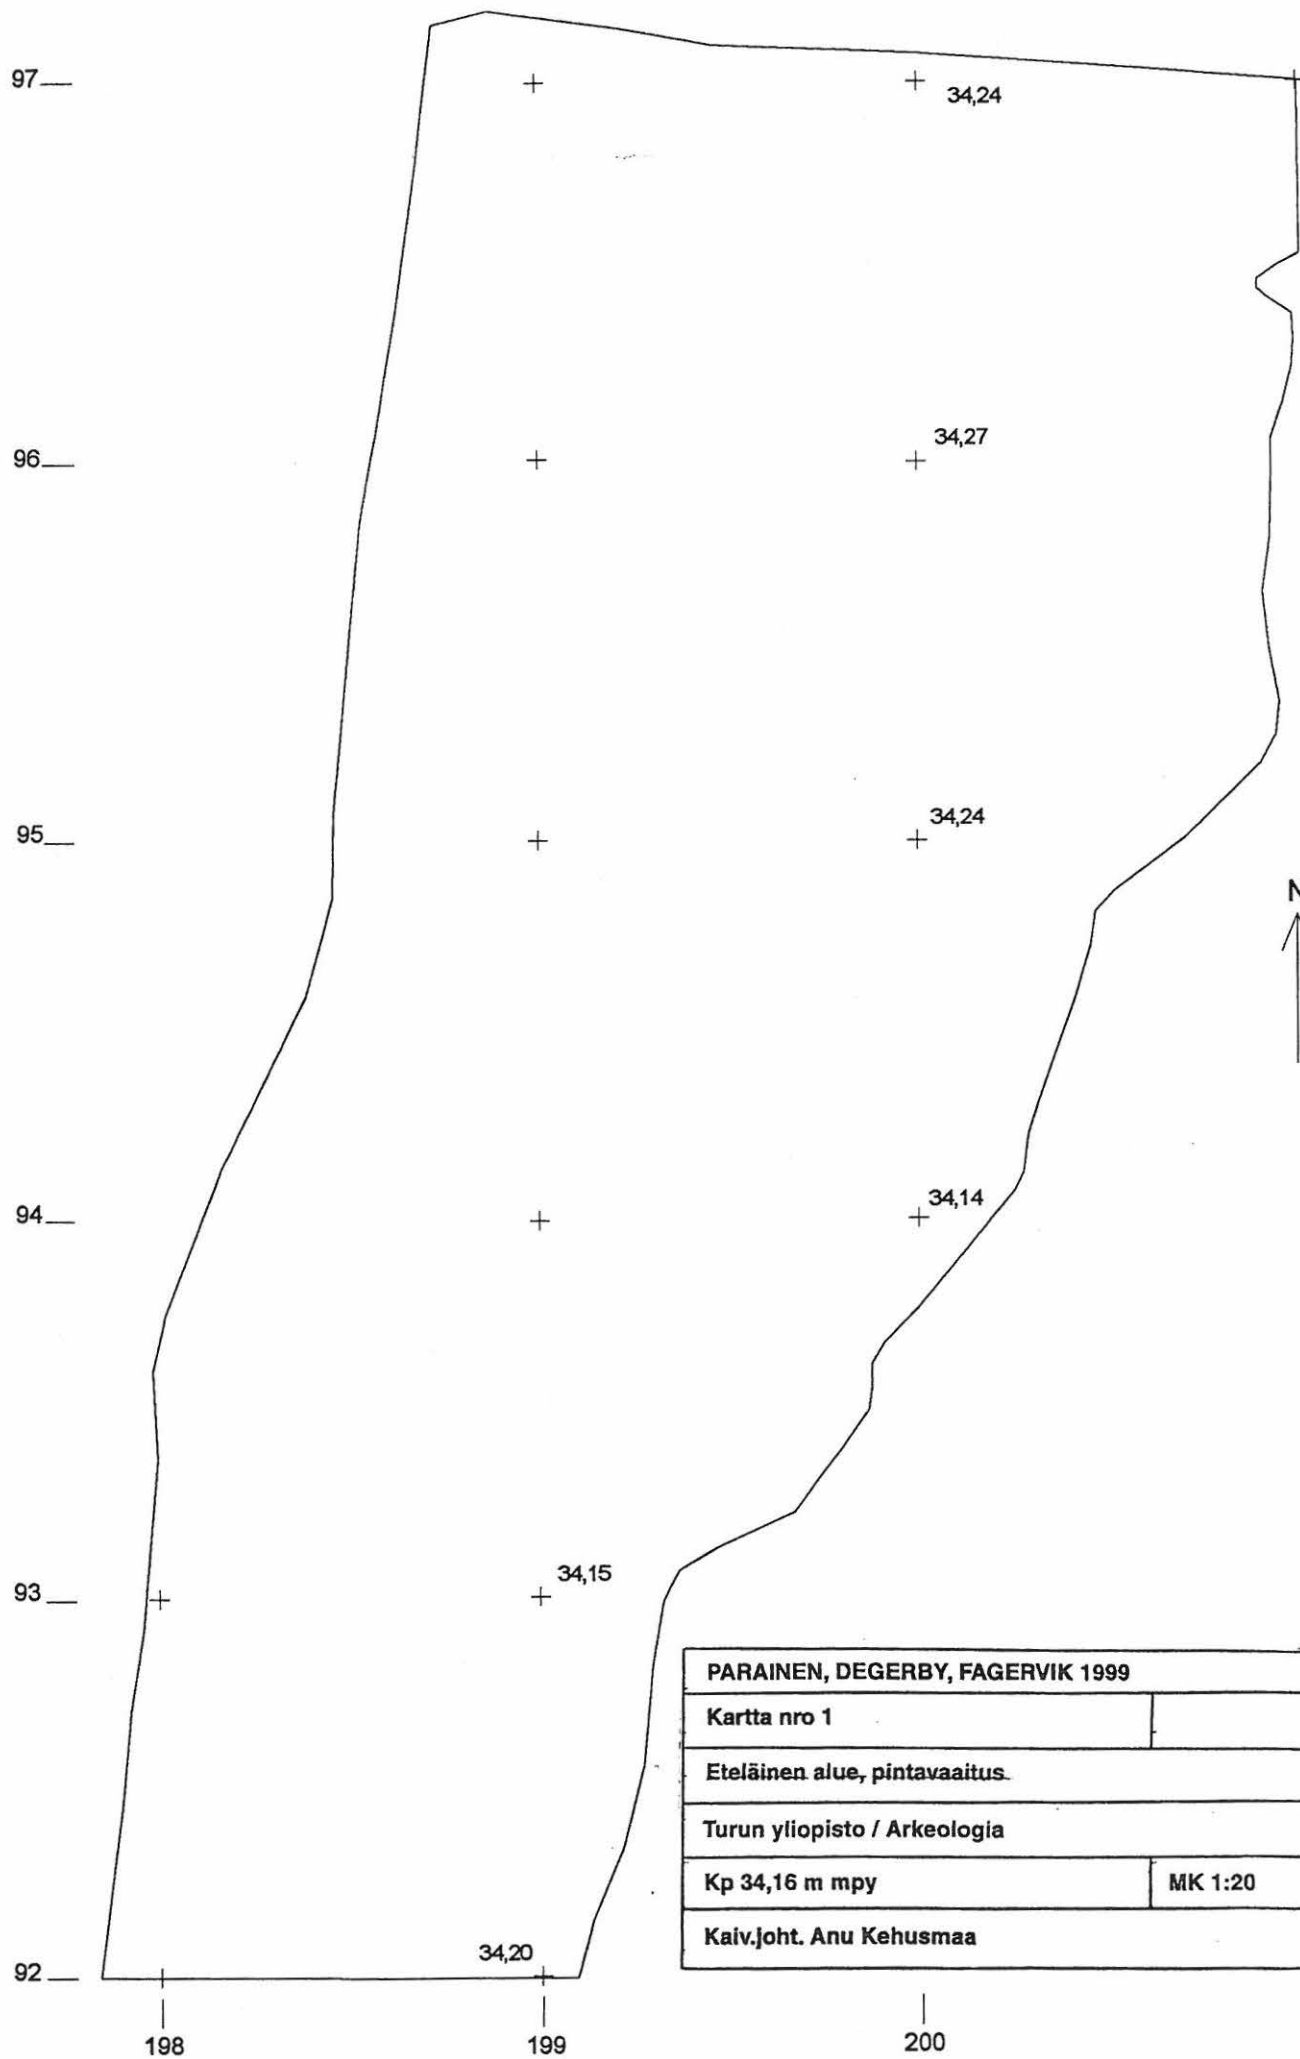 97
34,24
96
34,27
95
34,24
N
94
34,14
93
34,15
PARAINEN, DEGERBY, FAGERVIK 1999
Kartta nro 1
Eteläinen alue, pintavaaitus
Turun yliopisto / Arkeologia
Kp 34,16 m mpy MK 1:20
Kaiv.joht. Anu Kehusmaa
92
34,20
198 199 200